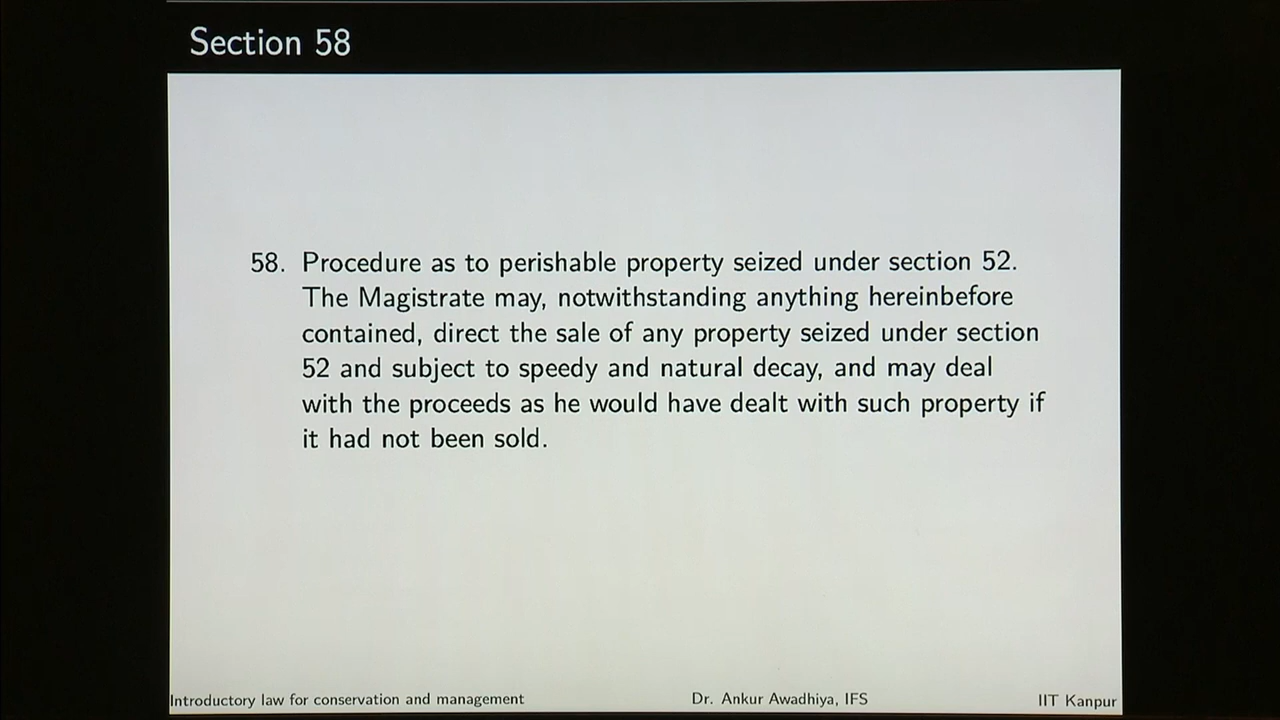 Section 58
58. Procedure as to perishable property seized under section 52.
The Magistrate may, notwithstanding anything hereinbefore
contained, direct the sale of any property seized under section
52 and subject to speedy and natural decay, and may deal
with the proceeds as he would have dealt with such property if
it had not been sold.
Introductory law for conservation and management Dr. Ankur Awadhiya, IFS IIT Kanpur